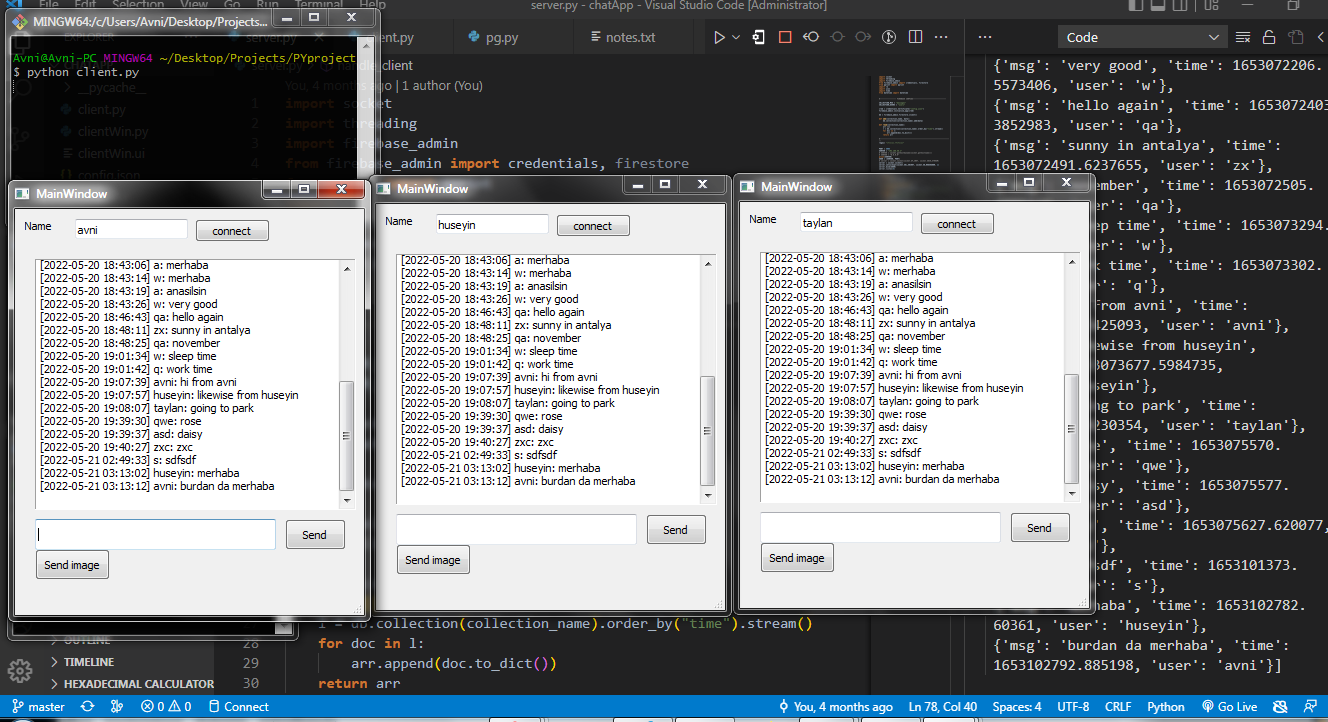 File Edit Selection View Go Run Terminal Help
server.py - chatApp - Visual Studio Code [Administrator]
MINGW64:/c/Users/Avni/Desktop/Projects...
Avni@Avni-PC MINGW64 ~/Desktop/Projects/PYproject
$ python client.py
EXPLORER
__pycache__
client.py
clientWin.py
clientWin.ui
config.json
server.py
pg.py
notes.txt
You, 4 months ago | 1 author (You)
1 import socket
2 import threading
3 import firebase_admin
4 from firebase_admin import credentials, firestore
MainWindow
Name
avni
connect
[2022-05-20 18:43:06] a: merhaba
[2022-05-20 18:43:14] w: merhaba
[2022-05-20 18:43:19] a: anasilsin
[2022-05-20 18:43:26] w: very good
[2022-05-20 18:46:43] qa: hello again
[2022-05-20 18:48:11] zx: sunny in antalya
[2022-05-20 18:48:25] qa: november
[2022-05-20 19:01:34] w: sleep time
[2022-05-20 19:01:42] q: work time
[2022-05-20 19:07:39] avni: hi from avni
[2022-05-20 19:07:57] huseyin: likewise from huseyin
[2022-05-20 19:08:07] taylan: going to park
[2022-05-20 19:39:30] qwe: rose
[2022-05-20 19:39:37] asd: daisy
[2022-05-20 19:40:27] zxc: zxc
[2022-05-21 02:49:33] s: sdfsdf
[2022-05-21 03:13:02] huseyin: merhaba
[2022-05-21 03:13:12] avni: burdan da merhaba
Send
Send image
MainWindow
Name
huseyin
connect
[2022-05-20 18:43:06] a: merhaba
[2022-05-20 18:43:14] w: merhaba
[2022-05-20 18:43:19] a: anasilsin
[2022-05-20 18:43:26] w: very good
[2022-05-20 18:46:43] qa: hello again
[2022-05-20 18:48:11] zx: sunny in antalya
[2022-05-20 18:48:25] qa: november
[2022-05-20 19:01:34] w: sleep time
[2022-05-20 19:01:42] q: work time
[2022-05-20 19:07:39] avni: hi from avni
[2022-05-20 19:07:57] huseyin: likewise from huseyin
[2022-05-20 19:08:07] taylan: going to park
[2022-05-20 19:39:30] qwe: rose
[2022-05-20 19:39:37] asd: daisy
[2022-05-20 19:40:27] zxc: zxc
[2022-05-21 02:49:33] s: sdfsdf
[2022-05-21 03:13:02] huseyin: merhaba
[2022-05-21 03:13:12] avni: burdan da merhaba
Send
Send image
MainWindow
Name
taylan
connect
[2022-05-20 18:43:06] a: merhaba
[2022-05-20 18:43:14] w: merhaba
[2022-05-20 18:43:19] a: anasilsin
[2022-05-20 18:43:26] w: very good
[2022-05-20 18:46:43] qa: hello again
[2022-05-20 18:48:11] zx: sunny in antalya
[2022-05-20 18:48:25] qa: november
[2022-05-20 19:01:34] w: sleep time
[2022-05-20 19:01:42] q: work time
[2022-05-20 19:07:39] avni: hi from avni
[2022-05-20 19:07:57] huseyin: likewise from huseyin
[2022-05-20 19:08:07] taylan: going to park
[2022-05-20 19:39:30] qwe: rose
[2022-05-20 19:39:37] asd: daisy
[2022-05-20 19:40:27] zxc: zxc
[2022-05-21 02:49:33] s: sdfsdf
[2022-05-21 03:13:02] huseyin: merhaba
[2022-05-21 03:13:12] avni: burdan da merhaba
Send
Send image
Code
{'msg': 'very good', 'time': 1653072206.
5573406, 'user': 'w'},
{'msg': 'hello again', 'time': 1653072403
3852983, 'user': 'qa'},
{'msg': 'sunny in antalya', 'time':
1653072491.6237655, 'user': 'zx'},
ember', 'time': 1653072505.
er': 'qa'},
ep time', 'time': 1653073294.
er': 'w'},
k time', 'time': 1653073302.
r': 'q'},
from avni', 'time':
425093, 'user': 'avni'},
ewise from huseyin',
53073677.5984735,
seyin'},
ng to park', 'time':
230354, 'user': 'taylan'},
e', 'time': 1653075570.
er': 'qwe'},
sy', 'time': 1653075577.
er': 'asd'},
', 'time': 1653075627.620077,
'},
sdf', 'time': 1653101373.
r': 's'},
haba', 'time': 1653102782.
60361, 'user': 'huseyin'},
{'msg': 'burdan da merhaba', 'time':
1653102792.885198, 'user': 'avni'}]
l = db.collection(collection_name).order_by("time").stream()
28 for doc in l:
29 arr.append(doc.to_dict())
30 return arr
OUTLINE
TIMELINE
HEXADECIMAL CALCULATOR
master
0 0
Connect
You, 4 months ago
Ln 78, Col 40
Spaces: 4
UTF-8
CRLF
Python
Go Live